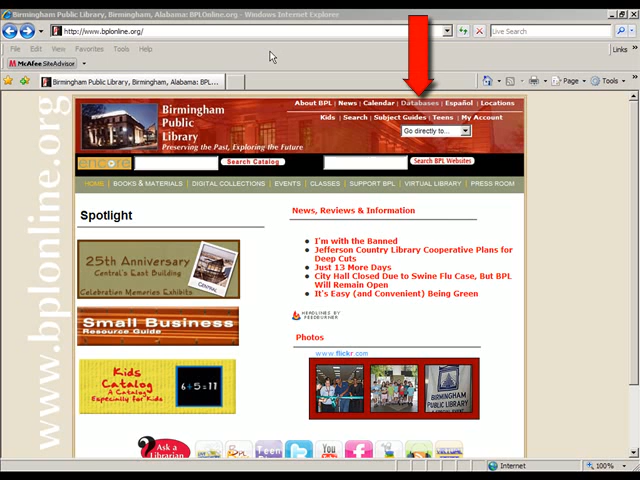 Birmingham Public Library, Birmingham, Alabama: BPLOnline.org - Windows Internet Explorer
http://www.bplonline.org/
Live Search
File Edit View Favorites Tools Help
Links »
McAfee SiteAdvisor
Birmingham Public Library, Birmingham, Alabama: BPL...
Page Tools
www.bplonline.org
Birmingham
Public
Library
Preserving the Past, Exploring the Future
About BPL | News | Calendar | Databases | Español | Locations
Kids | Search | Subject Guides | Teens | My Account
Go directly to...
encore
Search Catalog
Search BPL Websites
HOME | BOOKS & MATERIALS | DIGITAL COLLECTIONS | EVENTS | CLASSES | SUPPORT BPL | VIRTUAL LIBRARY | PRESS ROOM
Spotlight
25th Anniversary
Central's East Building
Celebration Memories Exhibits
CENTRAL
Small Business
Resource Guide
Kids
Catalog
A Catalog
Especially for Kids
6+5=11
News, Reviews & Information
I'm with the Banned
Jefferson Country Library Cooperative Plans for
Deep Cuts
Just 13 More Days
City Hall Closed Due to Swine Flu Case, But BPL
Will Remain Open
It's Easy (and Convenient) Being Green
HEADLINES BY
FEEDBURNER
Photos
www.flickr.com
BIRMINGHAM
PUBLIC
LIBRARY
Ask a
Librarian
Teen
You
Internet
100%